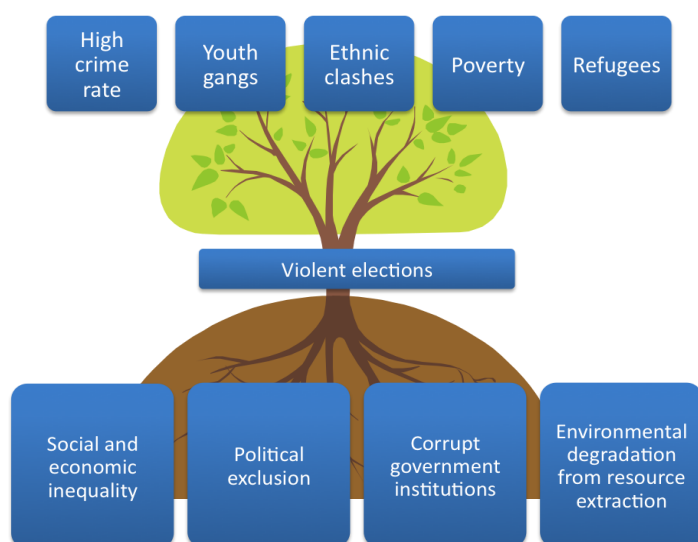 High
crime
rate
Youth
gangs
Ethnic
clashes
Poverty
Refugees
Violent elections
Social and
economic
inequality
Political
exclusion
Corrupt
government
institutions
Environmental
degradation
from resource
extraction